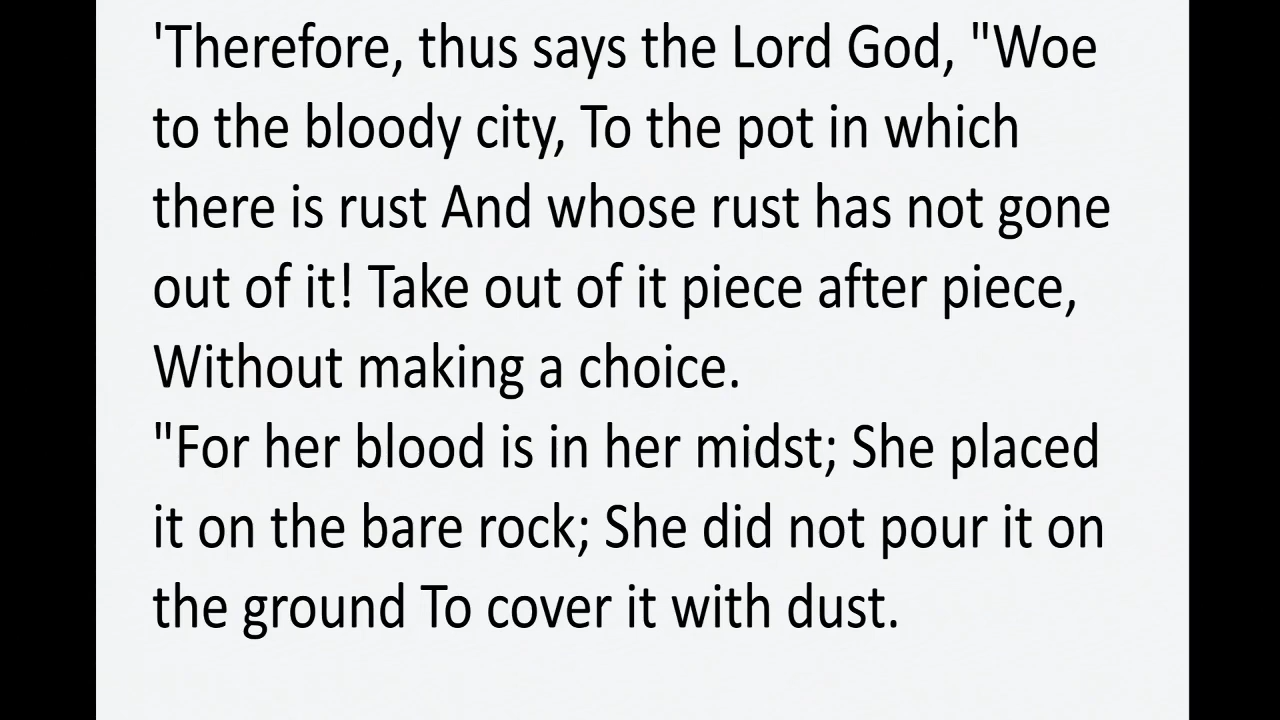 'Therefore, thus says the Lord God, "Woe
to the bloody city, To the pot in which
there is rust And whose rust has not gone
out of it! Take out of it piece after piece,
Without making a choice.
"For her blood is in her midst; She placed
it on the bare rock; She did not pour it on
the ground To cover it with dust.